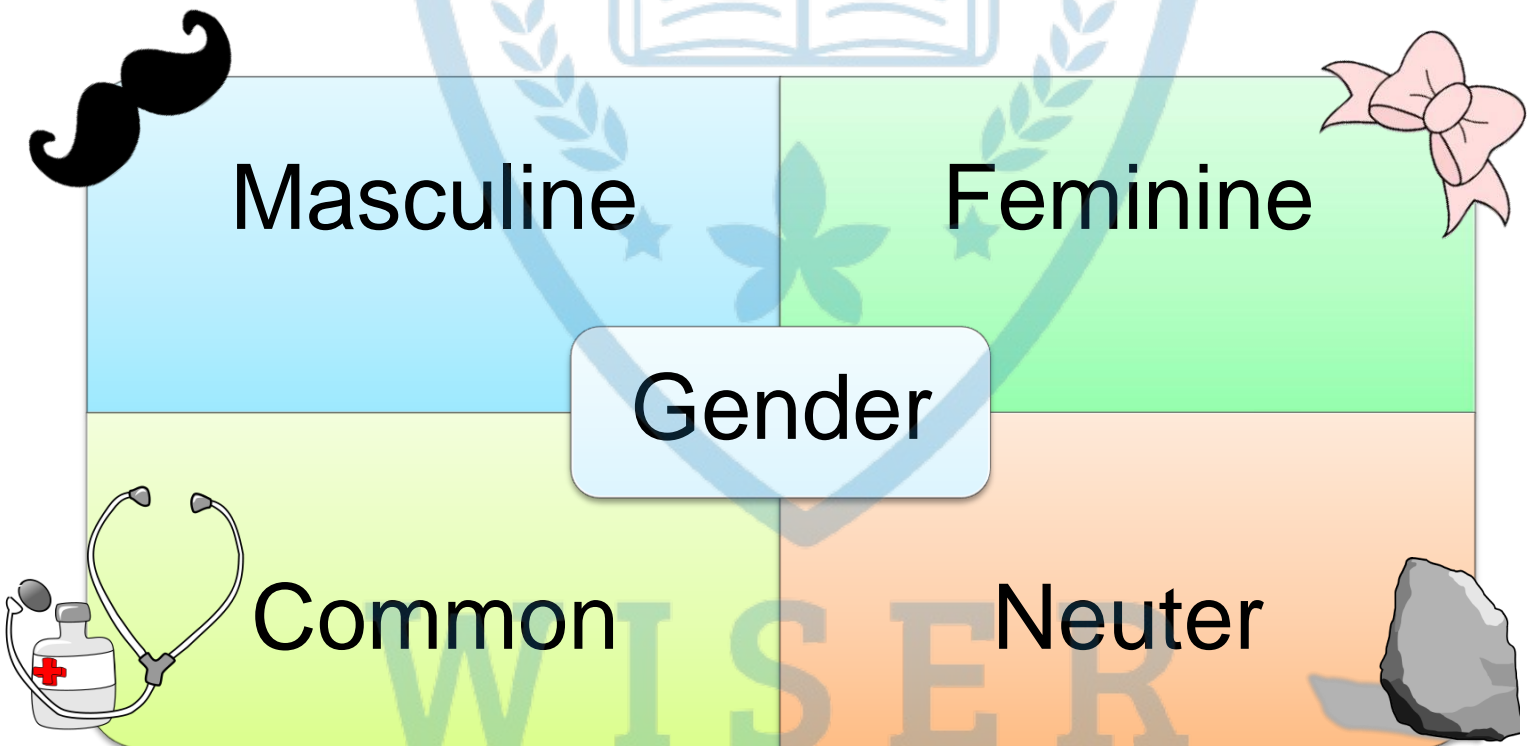 Masculine
Feminine
Gender
Common
Neuter
WISER